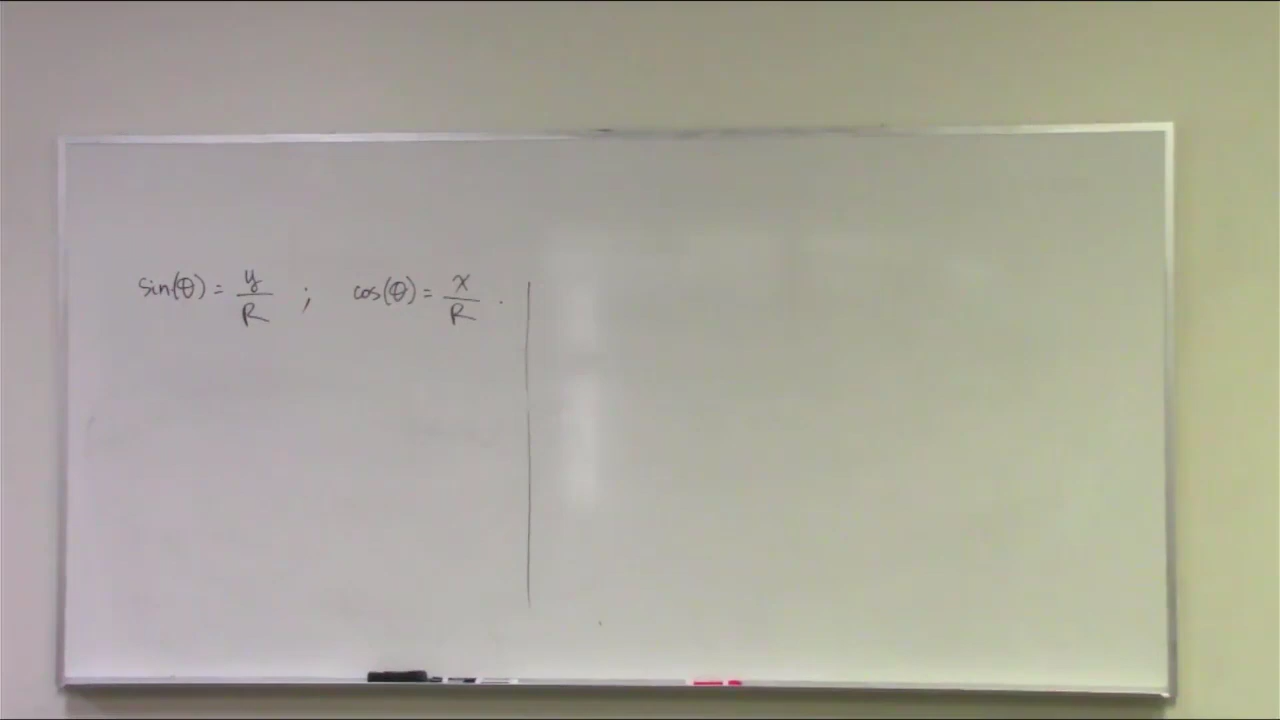 sin(θ) = y/R ; cos(θ) = x/R .